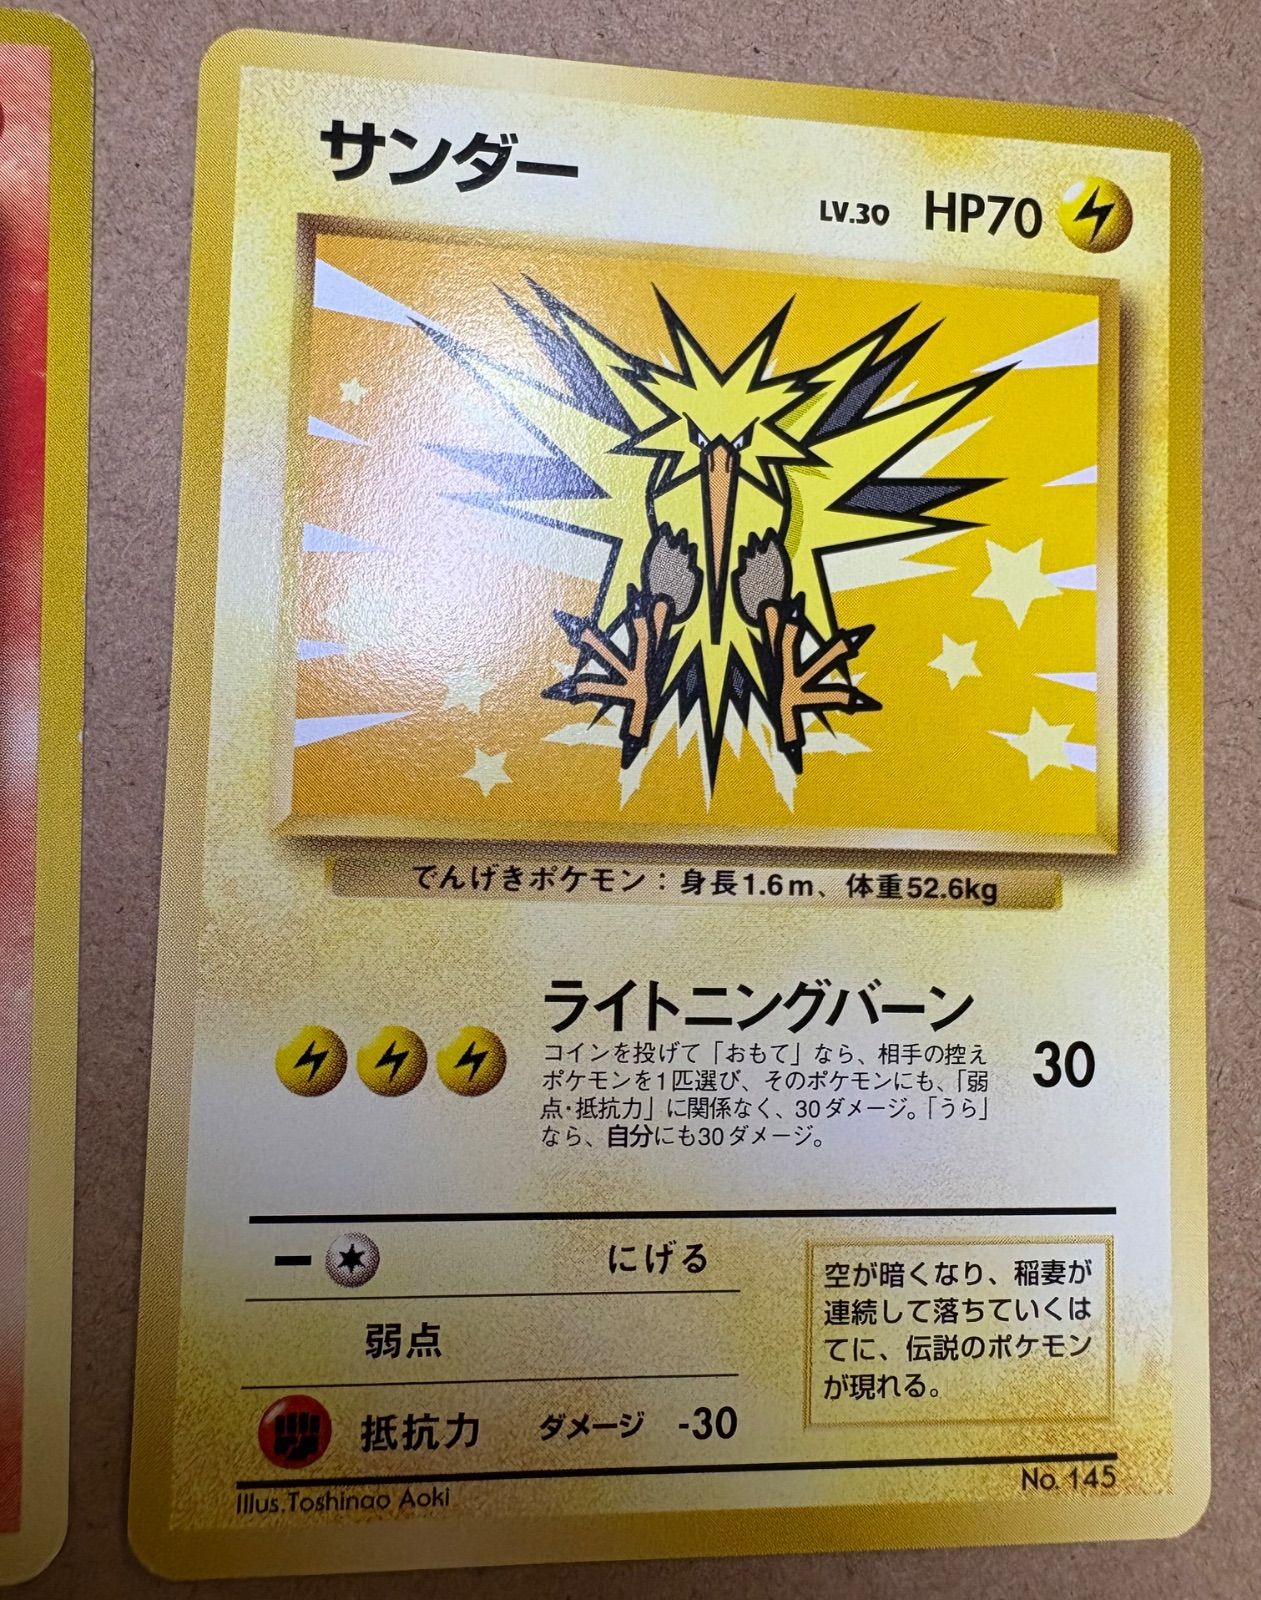 サンダー
LV.30 HP70
でんげきポケモン：身長1.6m、体重52.6kg
ライトニングバーン
コインを投げて「おもて」なら、相手の控え
ポケモンを1匹選び、そのポケモンにも、「弱
点・抵抗力」に関係なく、30ダメージ。「うら」
なら、自分にも30ダメージ。
30
にげる
弱点
抵抗力 ダメージ -30
空が暗くなり、稲妻が
連続して落ちていくは
てに、伝説のポケモン
が現れる。
Illus.Toshinao Aoki
No. 145